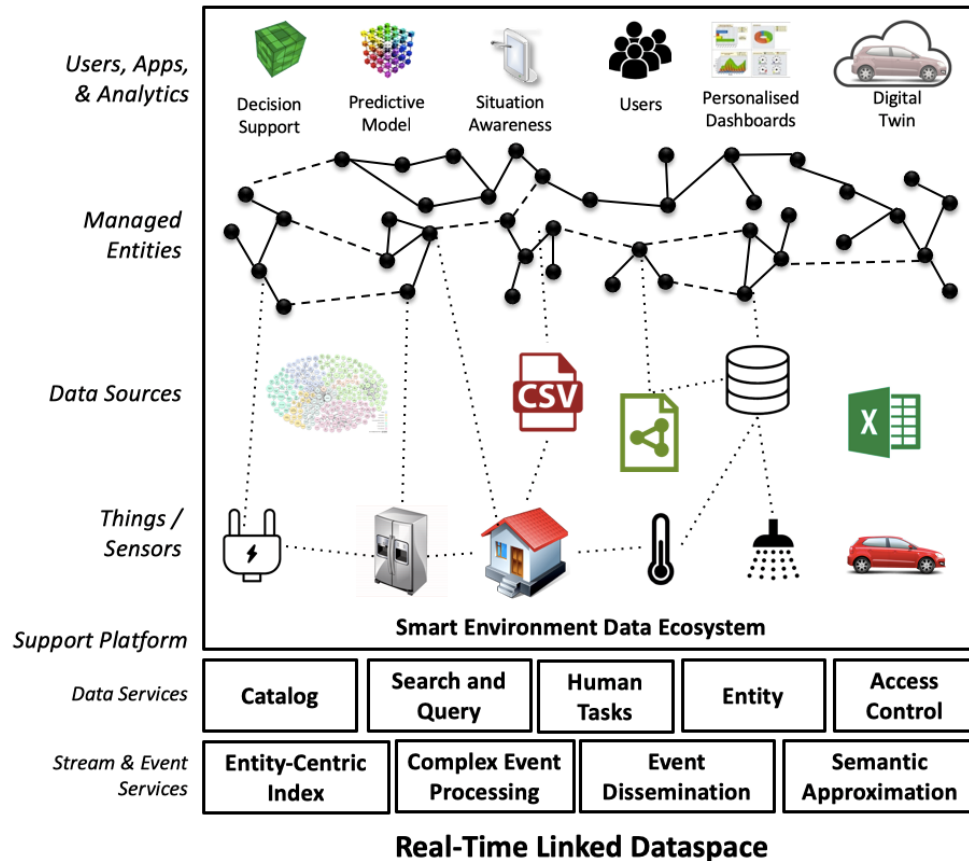 Users, Apps,
& Analytics
Decision
Support
Predictive
Model
Situation
Awareness
Users
Personalised
Dashboards
Digital
Twin
Managed
Entities
Data Sources
CSV
X
Things /
Sensors
Smart Environment Data Ecosystem
Support Platform
Data Services
Catalog
Search and
Query
Human
Tasks
Entity
Access
Control
Stream & Event
Services
Entity-Centric
Index
Complex Event
Processing
Event
Dissemination
Semantic
Approximation
Real-Time Linked Dataspace